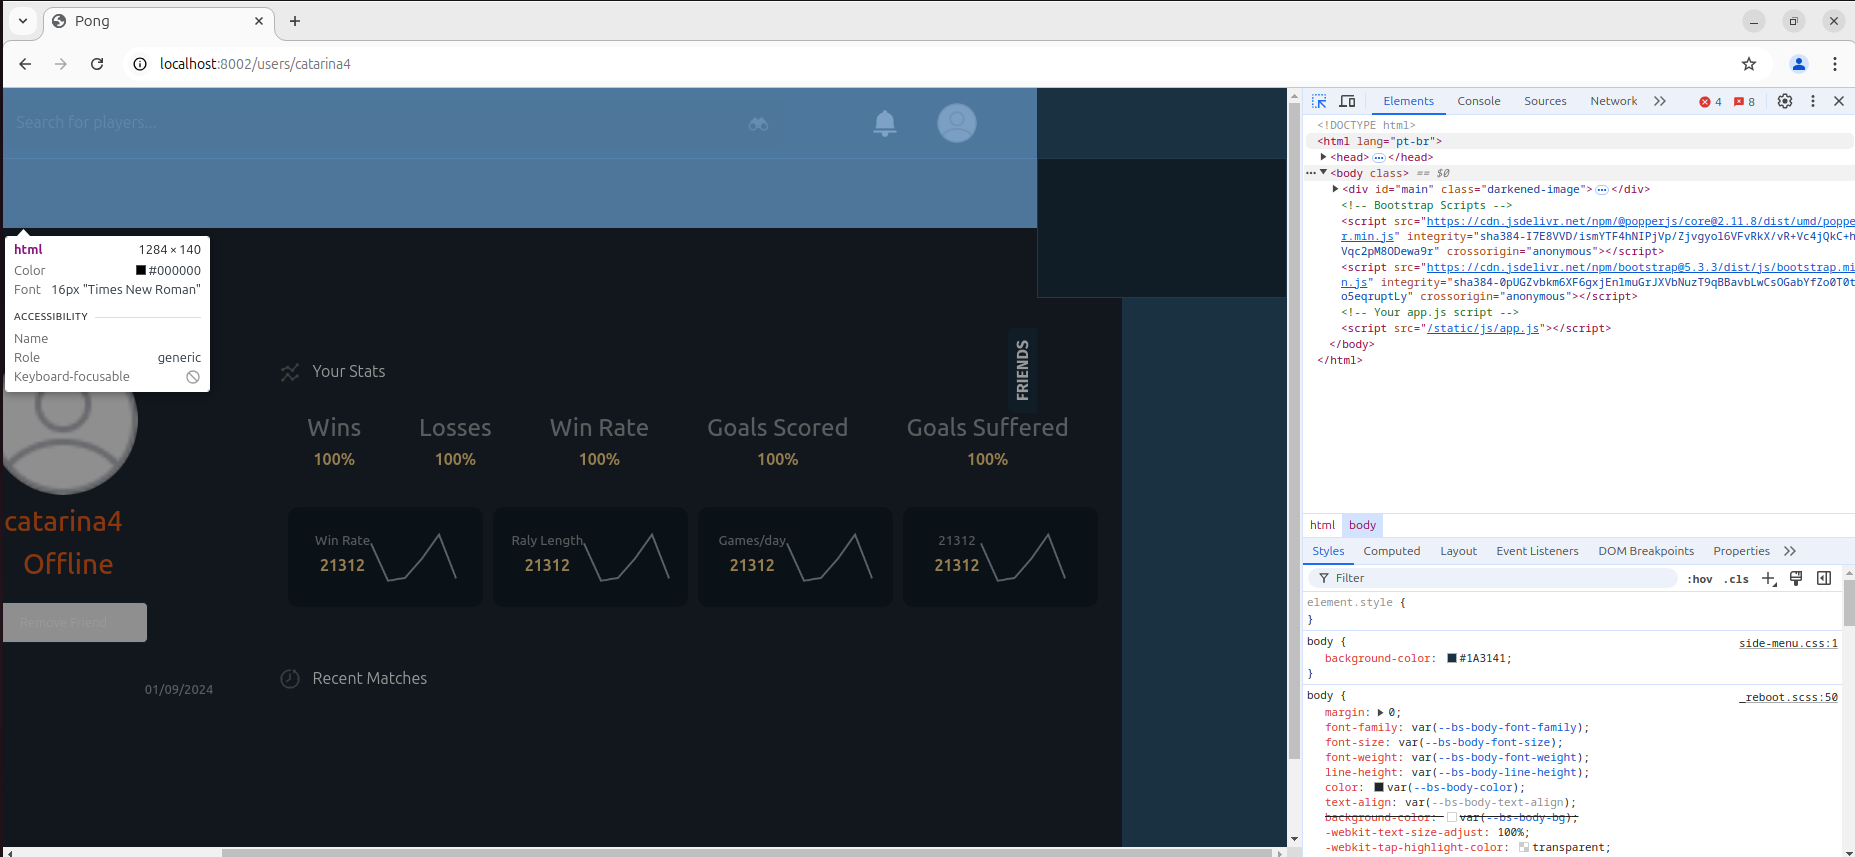 Pong
localhost:8002/users/catarina4
Search for players...
html 1284 × 140
Color #000000
Font 16px "Times New Roman"
ACCESSIBILITY
Name
Role generic
Keyboard-focusable
catarina4
Offline
Remove Friend
01/09/2024
Your Stats
FRIENDS
Wins Losses Win Rate Goals Scored Goals Suffered
100% 100% 100% 100% 100%
Win Rate Raly Length Games/day 21312
21312 21312 21312 21312
Recent Matches
Elements Console Sources Network 4 8
<!DOCTYPE html>
<html lang="pt-br">
<head> </head>
<body class> == $0
<div id="main" class="darkened-image"> </div>
<!-- Bootstrap Scripts -->
<script src="https://cdn.jsdelivr.net/npm/@popperjs/core@2.11.8/dist/umd/poppe
r.min.js" integrity="sha384-I7E8VVD/ismYTF4hNIPjVp/Zjvgyol6VFvRkX/vR+Vc4jQkC+h
Vqc2pM8ODewa9r" crossorigin="anonymous"></script>
<script src="https://cdn.jsdelivr.net/npm/bootstrap@5.3.3/dist/js/bootstrap.mi
n.js" integrity="sha384-0pUGZvbkm6XF6gxjEnlmuGrJXVbNuzT9qBBavbLwCsOGabYfZo0T0t
o5eqruptLy" crossorigin="anonymous"></script>
<!-- Your app.js script -->
<script src="/static/js/app.js"></script>
</body>
</html>
html body
Styles Computed Layout Event Listeners DOM Breakpoints Properties
Filter :hov .cls
element.style {
}
body { side-menu.css:1
background-color: #1A3141;
}
body { _reboot.scss:50
margin: 0;
font-family: var(--bs-body-font-family);
font-size: var(--bs-body-font-size);
font-weight: var(--bs-body-font-weight);
line-height: var(--bs-body-line-height);
color: var(--bs-body-color);
text-align: var(--bs-body-text-align);
background-color: var(--bs-body-bg);
-webkit-text-size-adjust: 100%;
-webkit-tap-highlight-color: transparent;